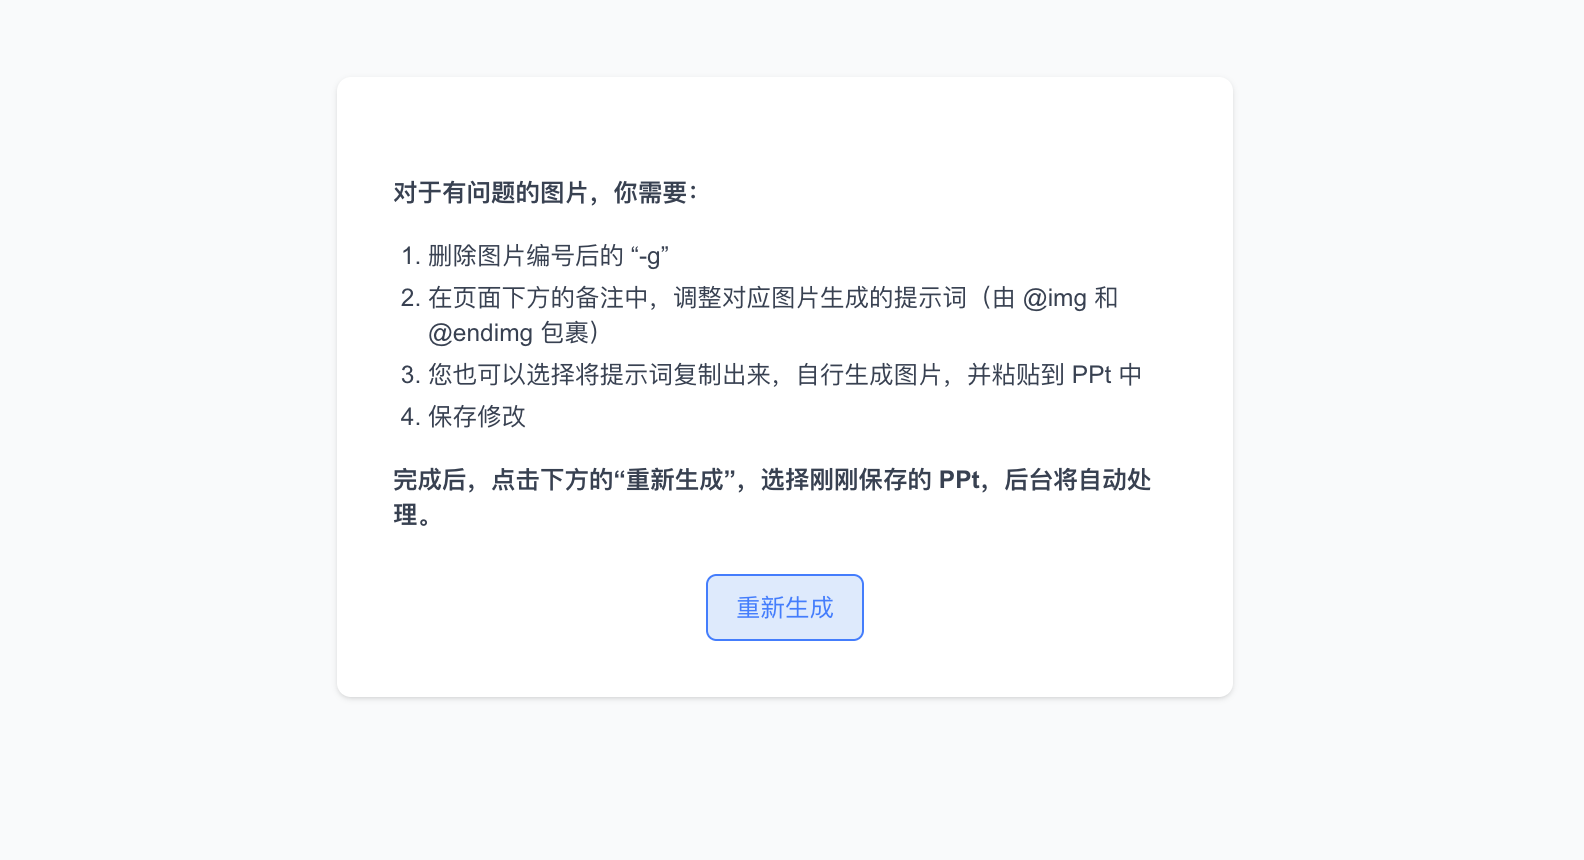 对于有问题的图片，你需要：
1. 删除图片编号后的 “-g”
2. 在页面下方的备注中，调整对应图片生成的提示词（由 @img 和
@endimg 包裹）
3. 您也可以选择将提示词复制出来，自行生成图片，并粘贴到 PPt 中
4. 保存修改
完成后，点击下方的“重新生成”，选择刚刚保存的 PPt，后台将自动处
理。
重新生成